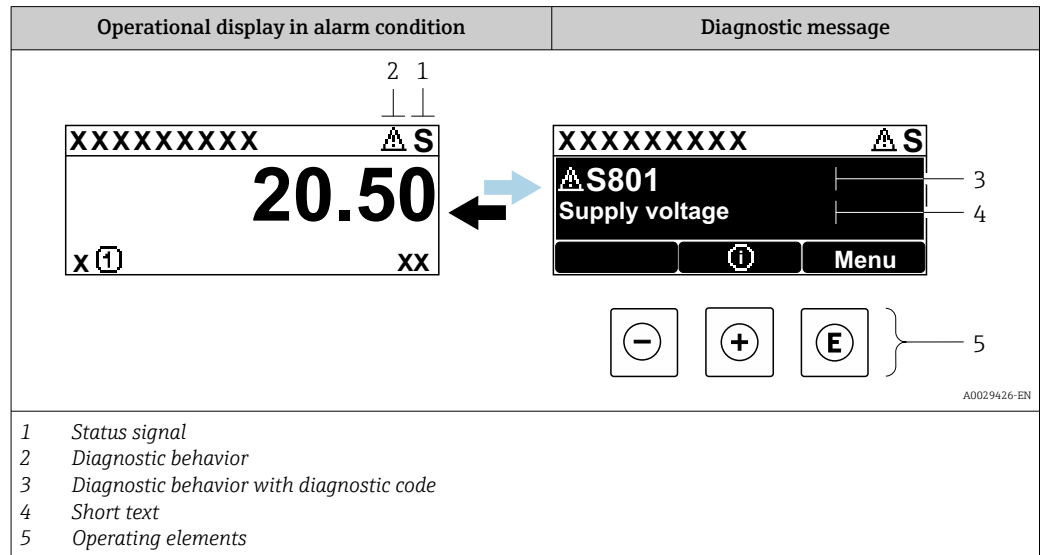 Operational display in alarm condition
Diagnostic message
2 1
XXXXXXXXX ⚠ S
20.50
X ① XX
XXXXXXXXX ⚠ S
⚠S801
Supply voltage
ⓘ Menu
3
4
− + E
5
A0029426-EN
1 Status signal
2 Diagnostic behavior
3 Diagnostic behavior with diagnostic code
4 Short text
5 Operating elements